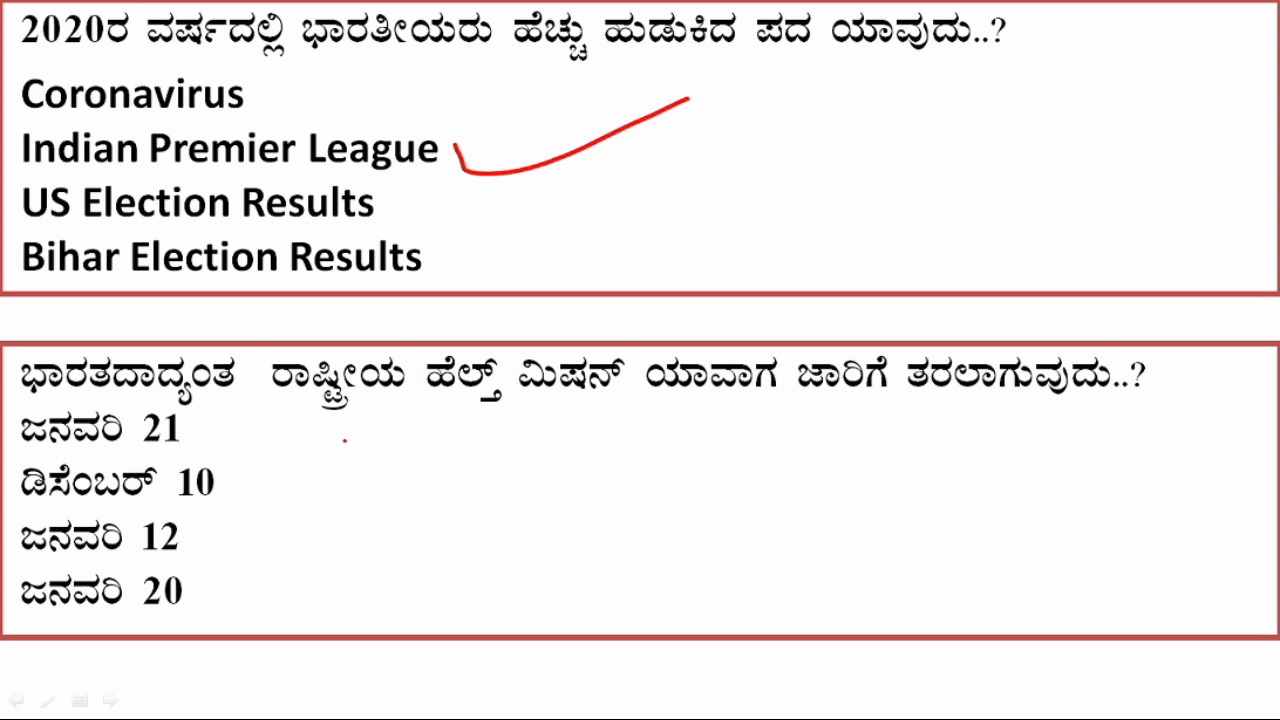 2020ರ ವರ್ಷದಲ್ಲಿ ಭಾರತೀಯರು ಹೆಚ್ಚು ಹುಡುಕಿದ ಪದ ಯಾವುದು..?
Coronavirus
Indian Premier League
US Election Results
Bihar Election Results
ಭಾರತದಾದ್ಯಂತ ರಾಷ್ಟ್ರೀಯ ಹೆಲ್ತ್ ಮಿಷನ್ ಯಾವಾಗ ಜಾರಿಗೆ ತರಲಾಗುವುದು..?
ಜನವರಿ 21
ಡಿಸೆಂಬರ್ 10
ಜನವರಿ 12
ಜನವರಿ 20